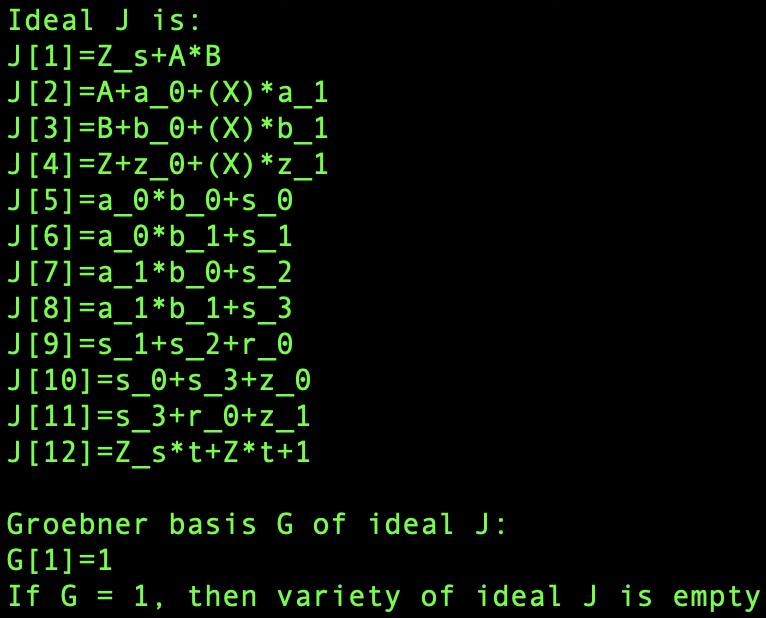 Ideal J is:
J[1]=Z_s+A*B
J[2]=A+a_0+(X)*a_1
J[3]=B+b_0+(X)*b_1
J[4]=Z+z_0+(X)*z_1
J[5]=a_0*b_0+s_0
J[6]=a_0*b_1+s_1
J[7]=a_1*b_0+s_2
J[8]=a_1*b_1+s_3
J[9]=s_1+s_2+r_0
J[10]=s_0+s_3+z_0
J[11]=s_3+r_0+z_1
J[12]=Z_s*t+Z*t+1
Groebner basis G of ideal J:
G[1]=1
If G = 1, then variety of ideal J is empty